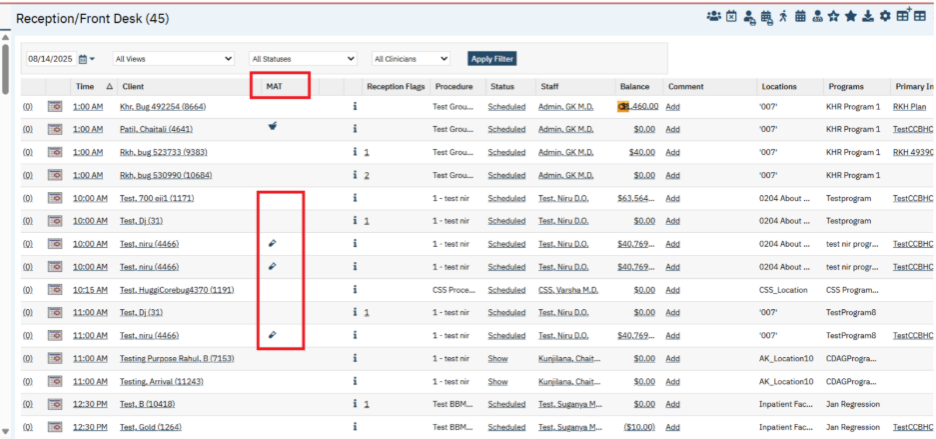 Reception/Front Desk (45)
08/14/2025 All Views All Statuses All Clinicians Apply Filter
Time Client MAT Reception Flags Procedure Status Staff Balance Comment Locations Programs Primary In
(0) 1:00 AM Khr, Bug 492254 (8664) Test Grou... Scheduled Admin, GK M.D. ,460.00 Add '007' KHR Program 1 RKH Plan
(0) 1:00 AM Patil, Chaitali (4641) Test Grou... Scheduled Admin, GK M.D. $0.00 Add '007' KHR Program 1 TestCCBHC
(0) 1:00 AM Rkh, bug 523733 (9383) 1 Test Grou... Scheduled Admin, GK M.D. $40.00 Add '007' KHR Program 1 RKH 49390
(0) 1:00 AM Rkh, bug 530990 (10684) 2 Test Grou... Scheduled Admin, GK M.D. $0.00 Add '007' KHR Program 1
(0) 10:00 AM Test, 700 eii1 (1171) 1 - test nir Scheduled Test, Niru D.O. $63,564... Add 0204 About ... Testprogram
(0) 10:00 AM Test, Dj (31) 1 1 - test nir Scheduled Test, Niru D.O. $0.00 Add 0204 About ... Testprogram
(0) 10:00 AM Test, niru (4466) 1 - test nir Scheduled Test, Niru D.O. $40,769... Add 0204 About ... test nir progr... TestCCBHC
(0) 10:00 AM Test, niru (4466) 1 - test nir Scheduled Test, Niru D.O. $40,769... Add 0204 About ... test nir progr... TestCCBHC
(0) 10:15 AM Test, HuggiCorebug4370 (1191) CSS Proce... Scheduled CSS, Varsha M.D. $0.00 Add CSS_Location CSS Program...
(0) 11:00 AM Test, Dj (31) 1 1 - test nir Scheduled Test, Niru D.O. $0.00 Add '007' TestProgram8
(0) 11:00 AM Test, niru (4466) 1 - test nir Scheduled Test, Niru D.O. $40,769... Add '007' TestProgram8 TestCCBHC
(0) 11:00 AM Testing Purpose Rahul, B (7153) 1 - test nir Show Kunjilana, Chait... $0.00 Add AK_Location10 CDAGProgra...
(0) 11:00 AM Testing, Arrival (11243) 1 - test nir Show Kunjilana, Chait... $0.00 Add AK_Location10 CDAGProgra...
(0) 12:30 PM Test, B (10418) 1 Test BBM... Scheduled Test, Suganya M... $0.00 Add Inpatient Fac... Jan Regression
(0) 12:30 PM Test, Gold (1264) Test BBM... Scheduled Test, Suganya M... ($10.00) Add Inpatient Fac... Jan Regression TestCCBHC